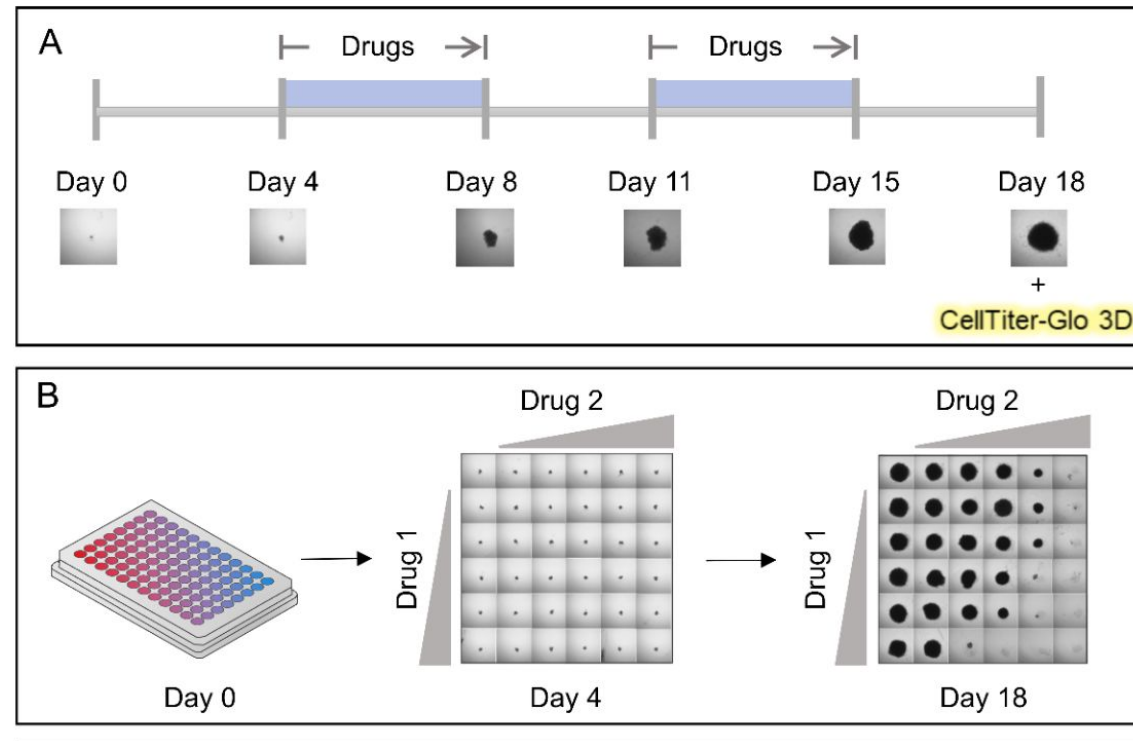 A
Drugs Drugs
Day 0 Day 4 Day 8 Day 11 Day 15 Day 18
+
CellTiter-Glo 3D
B
Drug 2 Drug 2
Drug 1 Drug 1
Day 0 Day 4 Day 18